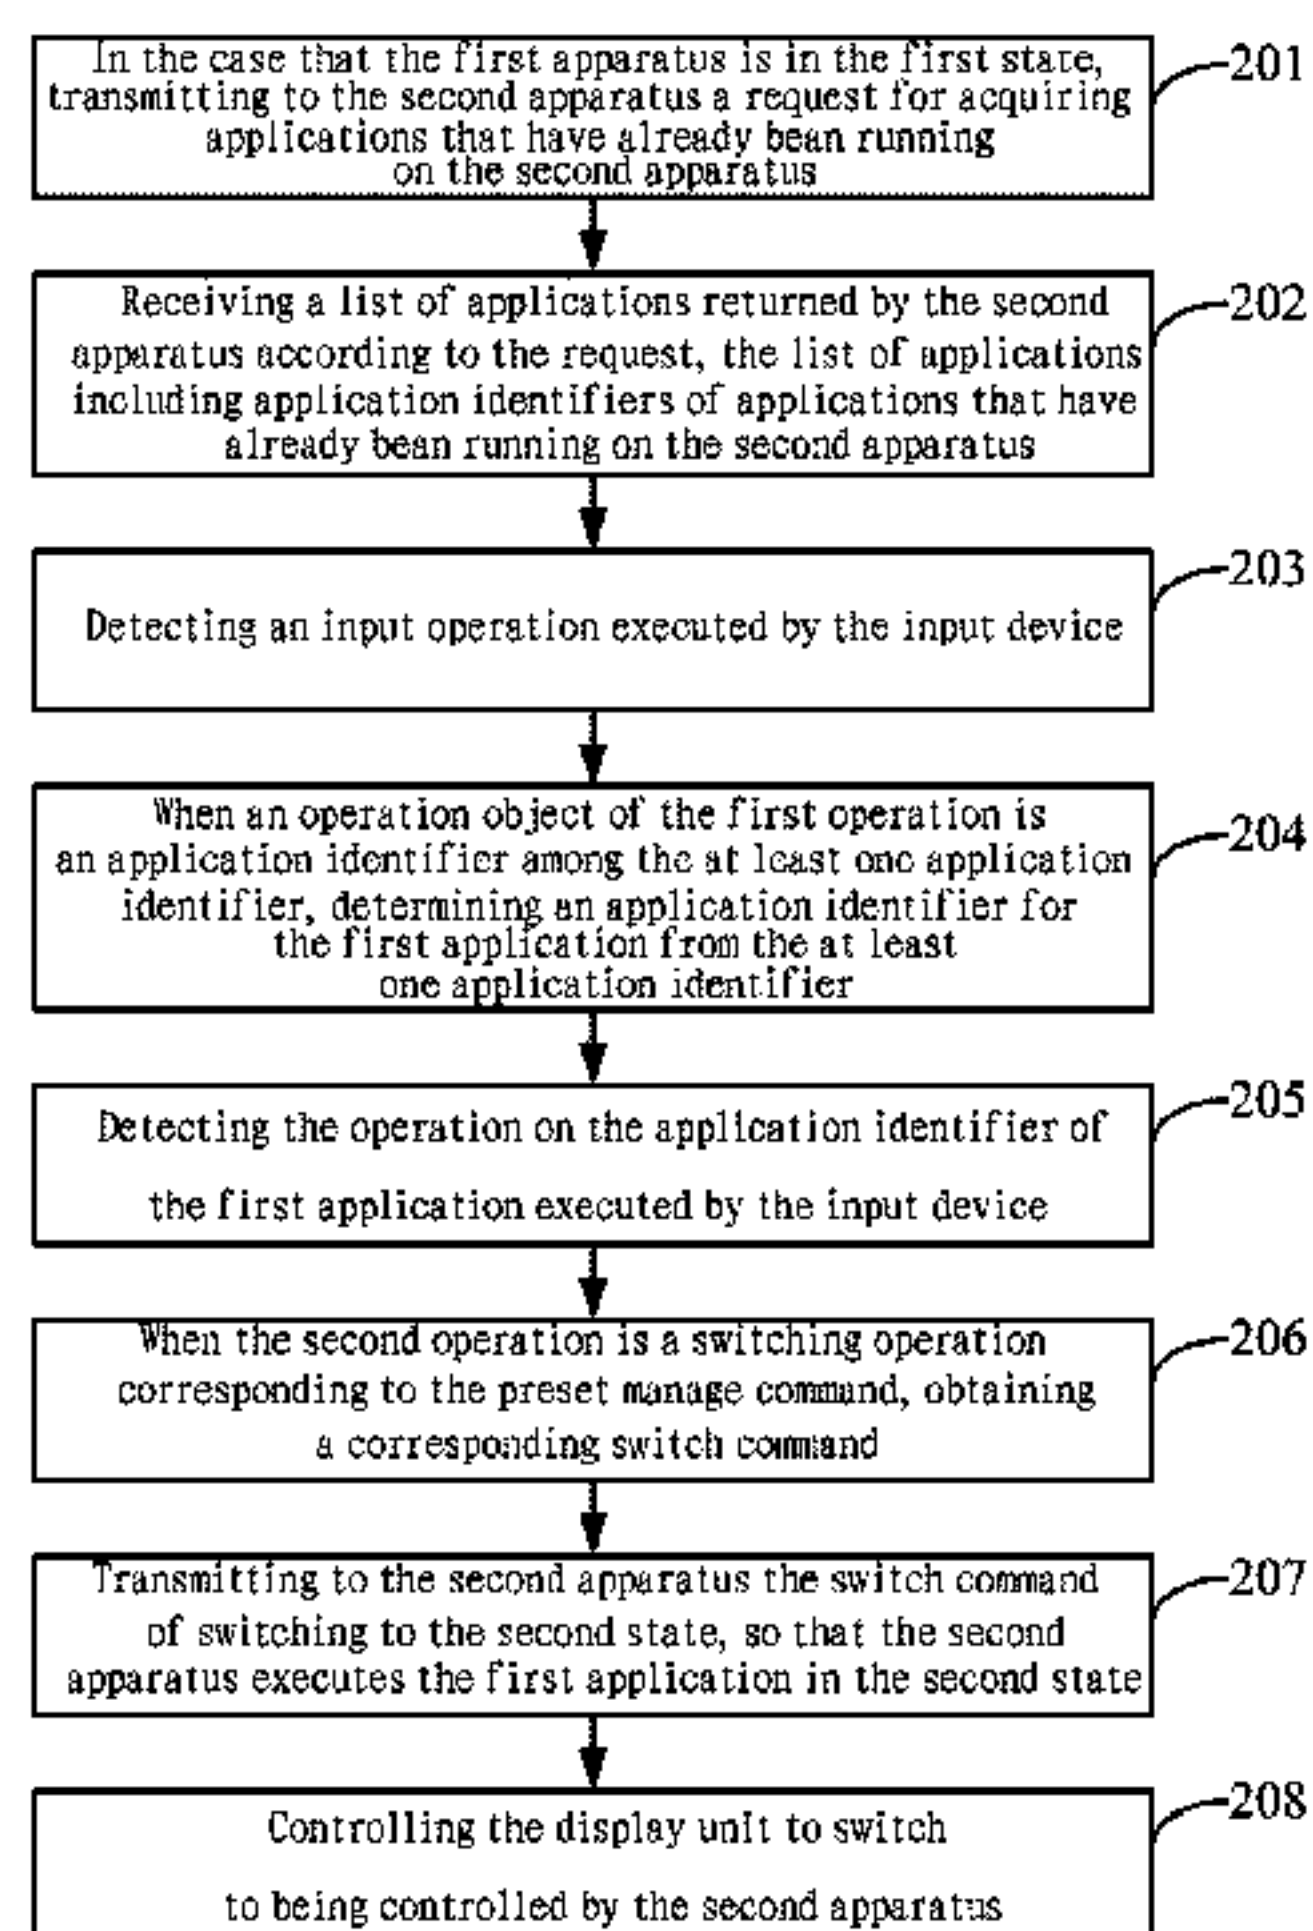 In the case that the first apparatus is in the first state,
transmitting to the second apparatus a request for acquiring
applications that have already bean running
on the second apparatus
201
Receiving a list of applications returned by the second
apparatus according to the request, the list of applications
including application identifiers of applications that have
already bean running on the second apparatus
202
Detecting an input operation executed by the input device
203
When an operation object of the first operation is
an application identifier among the at least one application
identifier, determining an application identifier for
the first application from the at least
one application identifier
204
Detecting the operation on the application identifier of
the first application executed by the input device
205
When the second operation is a switching operation
corresponding to the preset manage command, obtaining
a corresponding switch command
206
Transmitting to the second apparatus the switch command
of switching to the second state, so that the second
apparatus executes the first application in the second state
207
Controlling the display unit to switch
to being controlled by the second apparatus
208